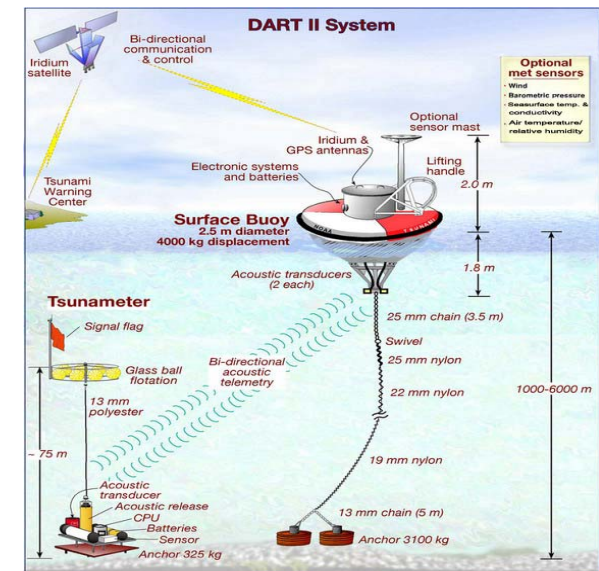 DART II System
Iridium
satellite
Bi-directional
communication
& control
Optional
met sensors
· Wind
· Barometric pressure
· Seasurface temp. &
conductivity
· Air temperature/
relative humidity
Optional
sensor mast
Iridium &
GPS antennas
Lifting
handle
Electronic systems
and batteries
2.0 m
Tsunami
Warning
Center
Surface Buoy
2.5 m diameter
4000 kg displacement
NOAA
TSUNAMI
1.8 m
Acoustic transducers
(2 each)
Tsunameter
25 mm chain (3.5 m)
Signal flag
Swivel
Bi-directional
acoustic
telemetry
25 mm nylon
Glass ball
flotation
22 mm nylon
1000-6000 m
13 mm
polyester
~ 75 m
19 mm nylon
Acoustic
transducer
Acoustic release
CPU
Batteries
Sensor
Anchor 325 kg
13 mm chain (5 m)
Anchor 3100 kg